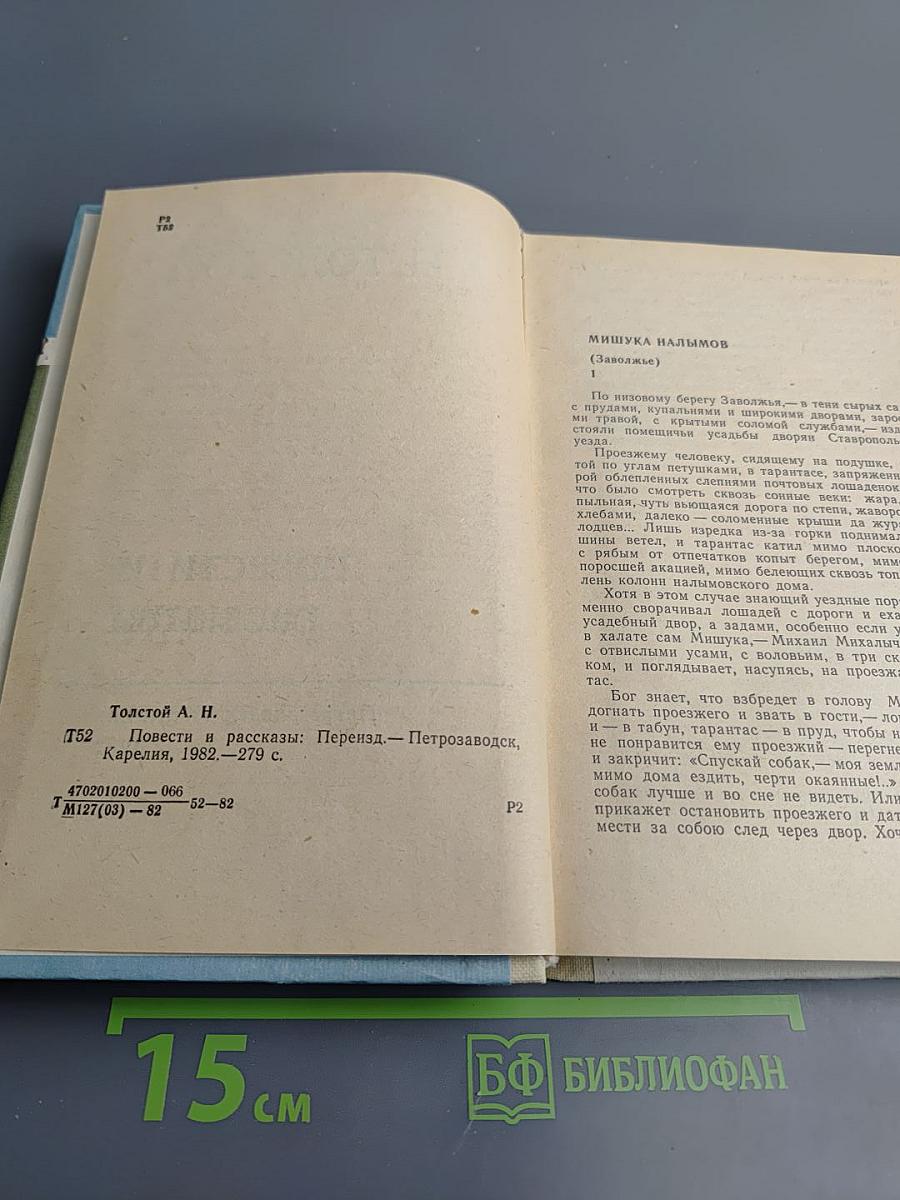 Р2
Т52
Толстой А. Н.
Т52 Повести и рассказы: Переизд.— Петрозаводск,
Карелия, 1982.—279 с.
Т 4702010200 — 066 52—82
М127(03) — 82
Р2
МИШУКА НАЛЫМОВ
(Заволжье)
1
По низовому берегу Заволжья,— в тени сырых са
с прудами, купальнями и широкими дворами, зарос
ми травой, с крытыми соломой службами,— изд
стояли помещичьи усадьбы дворян Ставрополь
уезда.
Проезжему человеку, сидящему на подушке,
той по углам петушками, в тарантасе, запряженн
рой облепленных слепнями почтовых лошаденок
что было смотреть сквозь сонные веки: жара,
пыльная, чуть вьющаяся дорога по степи, жаворо
хлебами, далеко — соломенные крыши да жур
лодцев... Лишь изредка из-за горки поднимал
шины ветел, и тарантас катил мимо плоско
с рябым от отпечатков копыт берегом, мим
поросшей акацией, мимо белеющих сквозь топ
лень колонн налымовского дома.
Хотя в этом случае знающий уездные пор
менно сворачивал лошадей с дороги и еха
усадебный двор, а задами, особенно если у
в халате сам Мишука,— Михаил Михалыч
с отвислыми усами, с воловьим, в три ск
ком, и поглядывает, насупясь, на проезжа
тас.
Бог знает, что взбредет в голову М
догнать проезжего и звать в гости,— ло
и — в табун, тарантас — в пруд, чтобы н
не понравится ему проезжий — перегне
и закричит: «Спускай собак,— моя земл
мимо дома ездить, черти окаянные!..»
собак лучше и во сне не видеть. Или
прикажет остановить проезжего и дат
мести за собою след через двор. Хоч
15 см
БФ БИБЛИОФАН